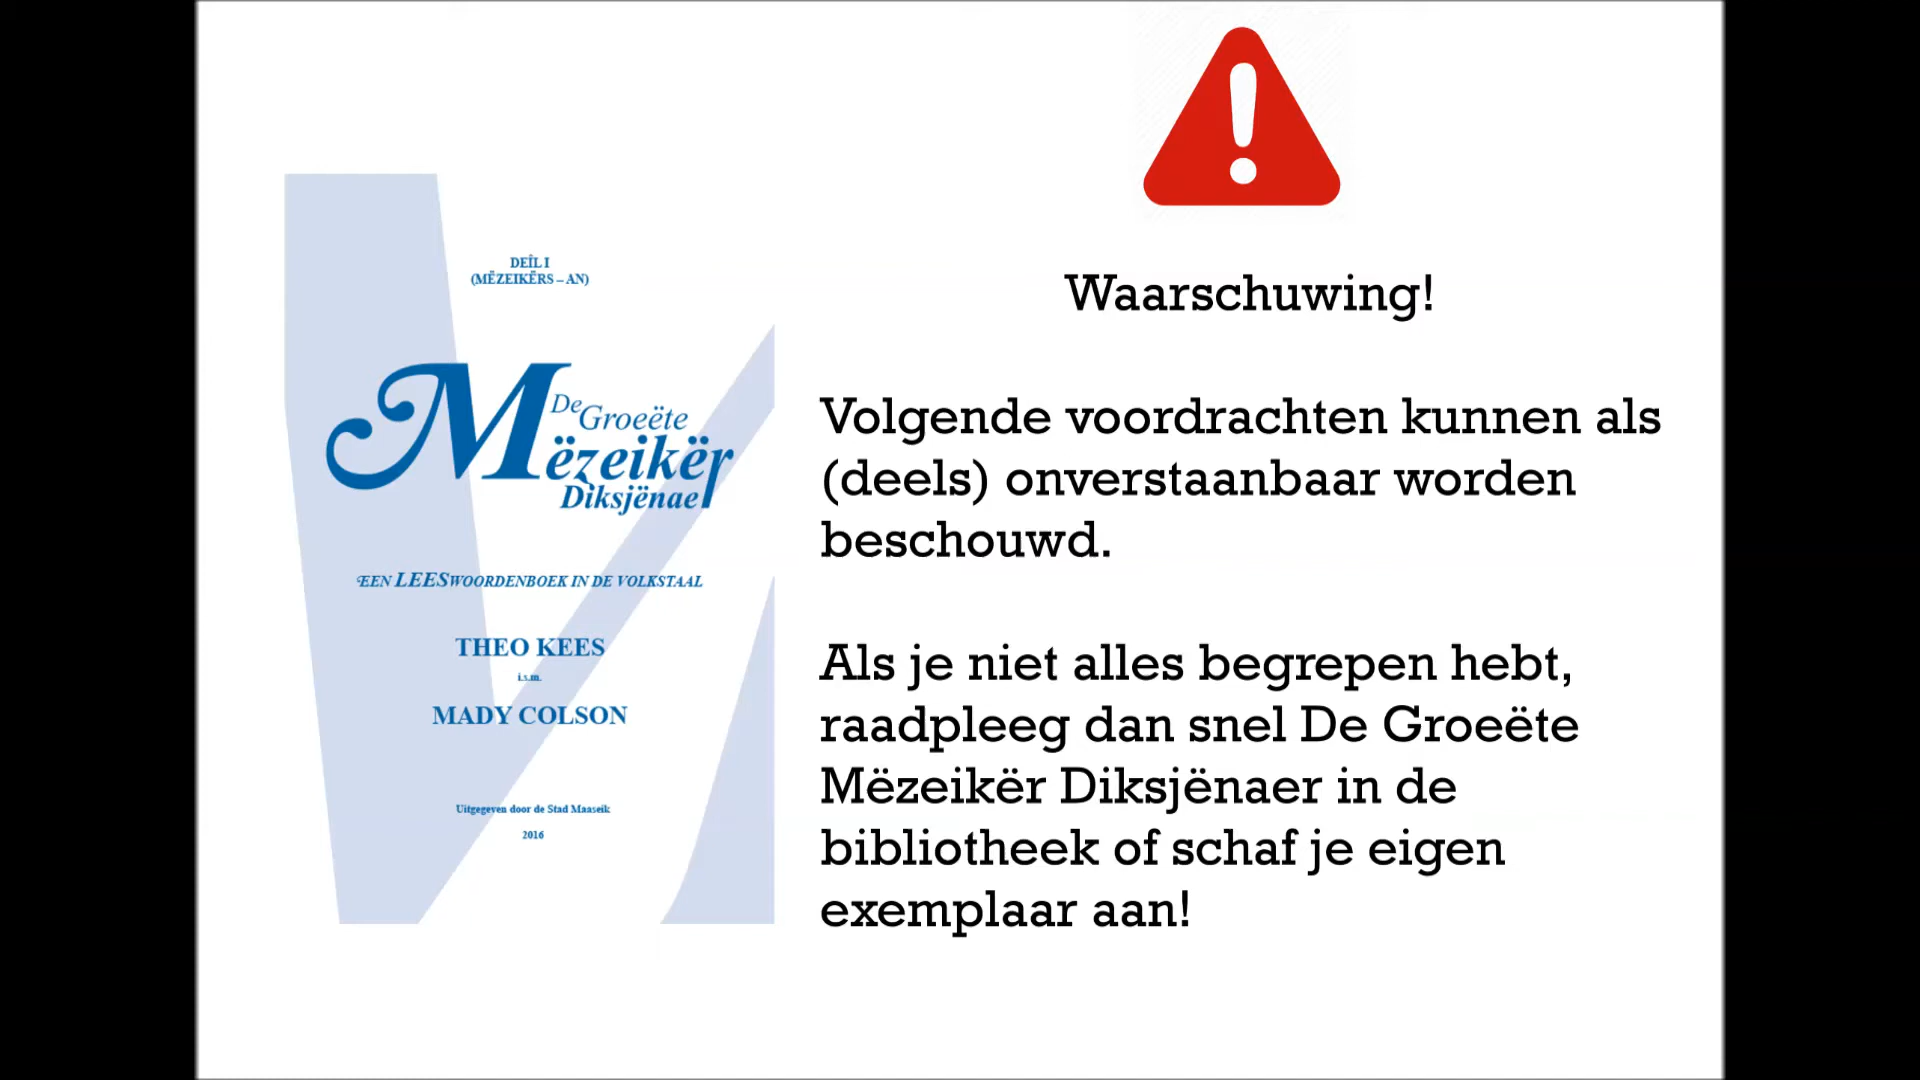 DEÎL I
(MËZEIKËRS – AN)
De Groeëte
Mëzeikër
Diksjënaer
EEN LEESWOORDENBOEK IN DE VOLKSTAAL
THEO KEES
i.s.m.
MADY COLSON
Uitgegeven door de Stad Maaseik
2016
Waarschuwing!
Volgende voordrachten kunnen als
(deels) onverstaanbaar worden
beschouwd.
Als je niet alles begrepen hebt,
raadpleeg dan snel De Groeëte
Mëzeikër Diksjënaer in de
bibliotheek of schaf je eigen
exemplaar aan!